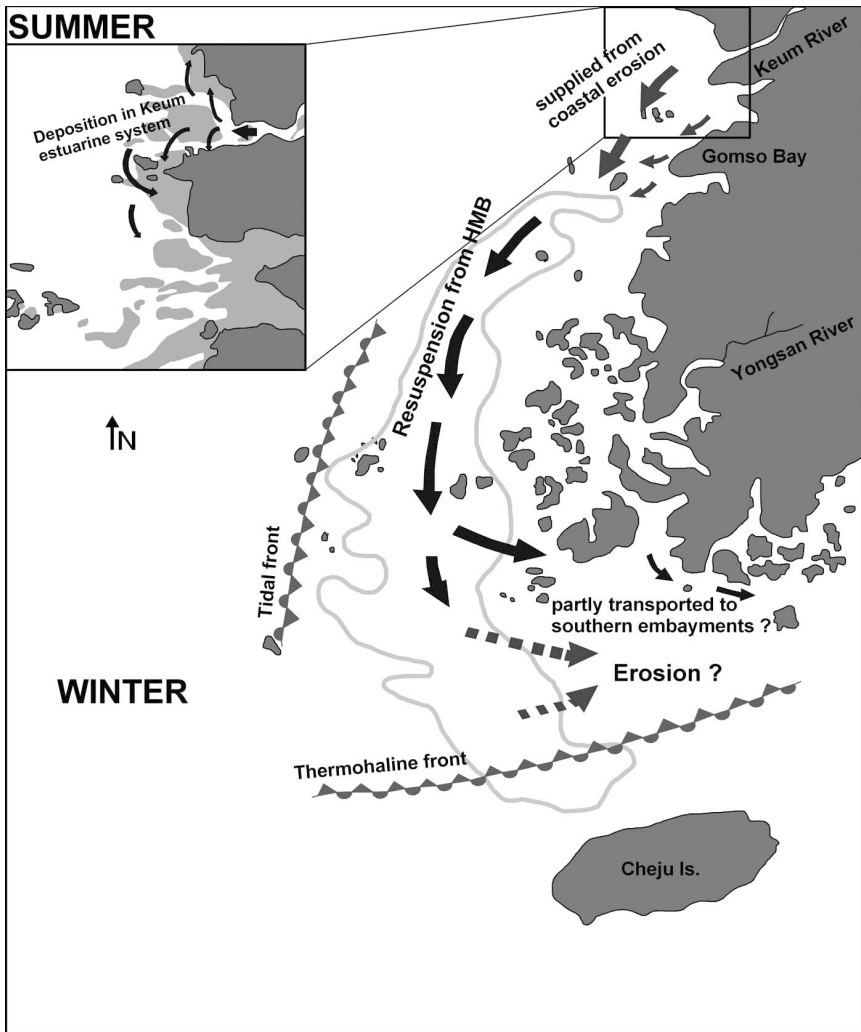 SUMMER
Deposition in Keum
estuarine system
supplied from
coastal erosion
Keum River
Gomso Bay
Resuspension from HMB
Yongsan River
N
Tidal front
partly transported to
southern embayments ?
Erosion ?
WINTER
Thermohaline front
Cheju Is.